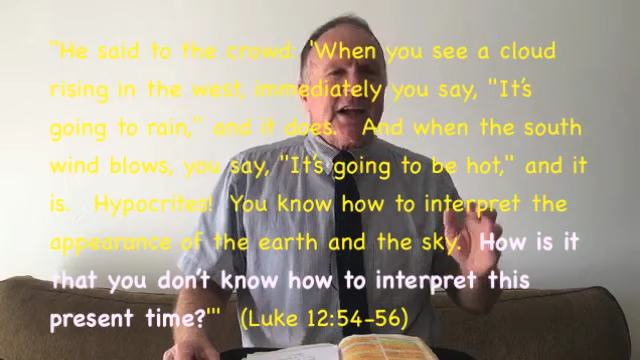 "He said to the crowd: 'When you see a cloud
rising in the west, immediately you say, "It's
going to rain," and it does.  And when the south
wind blows, you say, "It's going to be hot," and it
is.  Hypocrites!  You know how to interpret the
appearance of the earth and the sky.  How is it
that you don't know how to interpret this
present time?'"  (Luke 12:54-56)